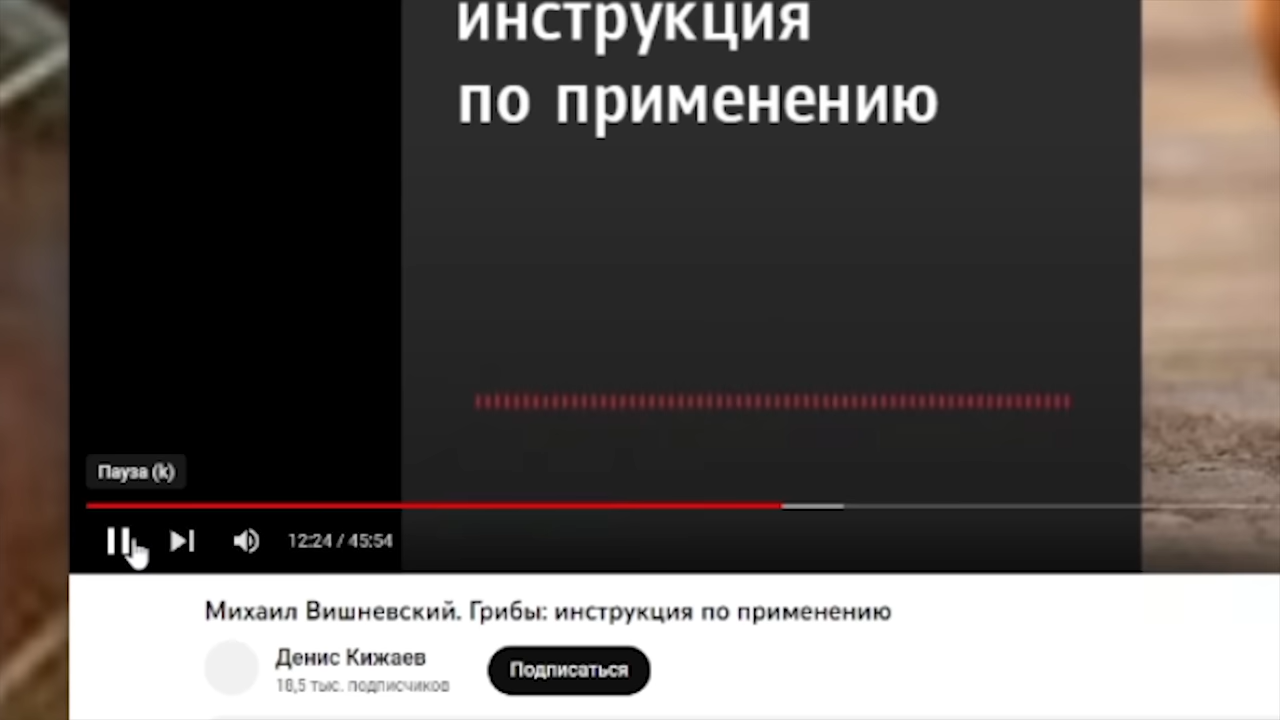 инструкция
по применению
Пауза (k)
12:24 / 45:54
Михаил Вишневский. Грибы: инструкция по применению
Денис Кижаев
18,5 тыс. подписчиков
Подписаться